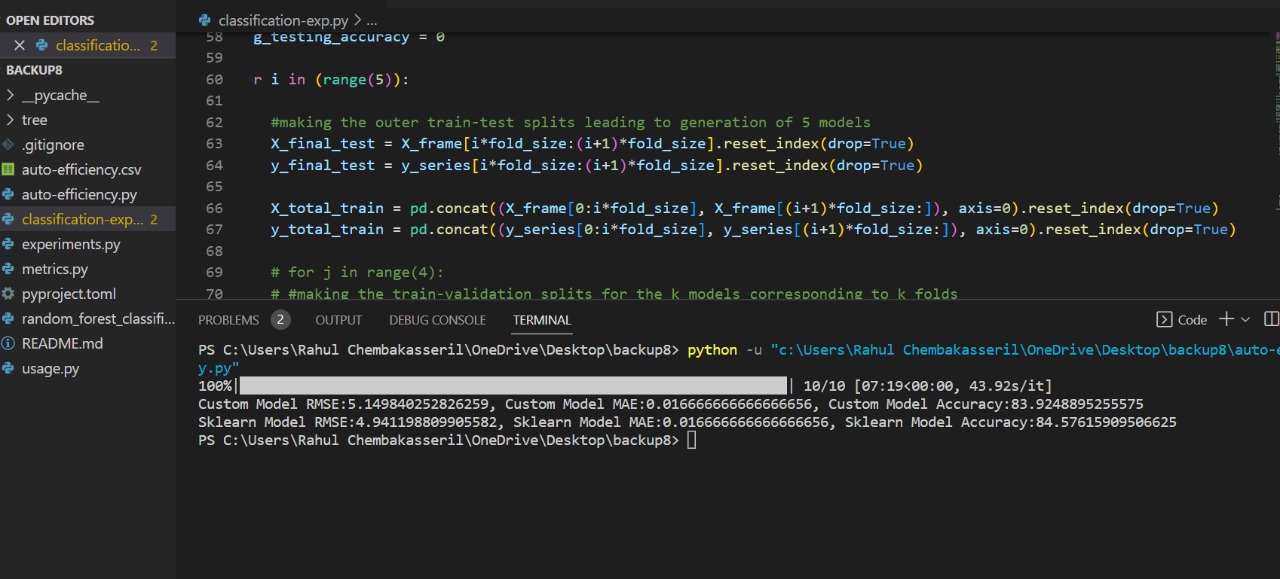 OPEN EDITORS
classificatio... 2
BACKUP8
__pycache__
tree
.gitignore
auto-efficiency.csv
auto-efficiency.py
classification-exp... 2
experiments.py
metrics.py
pyproject.toml
random_forest_classifi...
README.md
usage.py
classification-exp.py > ...
58 g_testing_accuracy = 0
59
60 r i in (range(5)):
61
62 #making the outer train-test splits leading to generation of 5 models
63 X_final_test = X_frame[i*fold_size:(i+1)*fold_size].reset_index(drop=True)
64 y_final_test = y_series[i*fold_size:(i+1)*fold_size].reset_index(drop=True)
65
66 X_total_train = pd.concat((X_frame[0:i*fold_size], X_frame[(i+1)*fold_size:]), axis=0).reset_index(drop=True)
67 y_total_train = pd.concat((y_series[0:i*fold_size], y_series[(i+1)*fold_size:]), axis=0).reset_index(drop=True)
68
69 # for j in range(4):
70 # #making the train-validation splits for the k models corresponding to k folds
PROBLEMS 2 OUTPUT DEBUG CONSOLE TERMINAL Code
PS C:\Users\Rahul Chembakasseril\OneDrive\Desktop\backup8> python -u "c:\Users\Rahul Chembakasseril\OneDrive\Desktop\backup8\auto-e
y.py"
100%| | 10/10 [07:19<00:00, 43.92s/it]
Custom Model RMSE:5.149840252826259, Custom Model MAE:0.016666666666666656, Custom Model Accuracy:83.9248895255575
Sklearn Model RMSE:4.941198809905582, Sklearn Model MAE:0.016666666666666656, Sklearn Model Accuracy:84.57615909506625
PS C:\Users\Rahul Chembakasseril\OneDrive\Desktop\backup8>